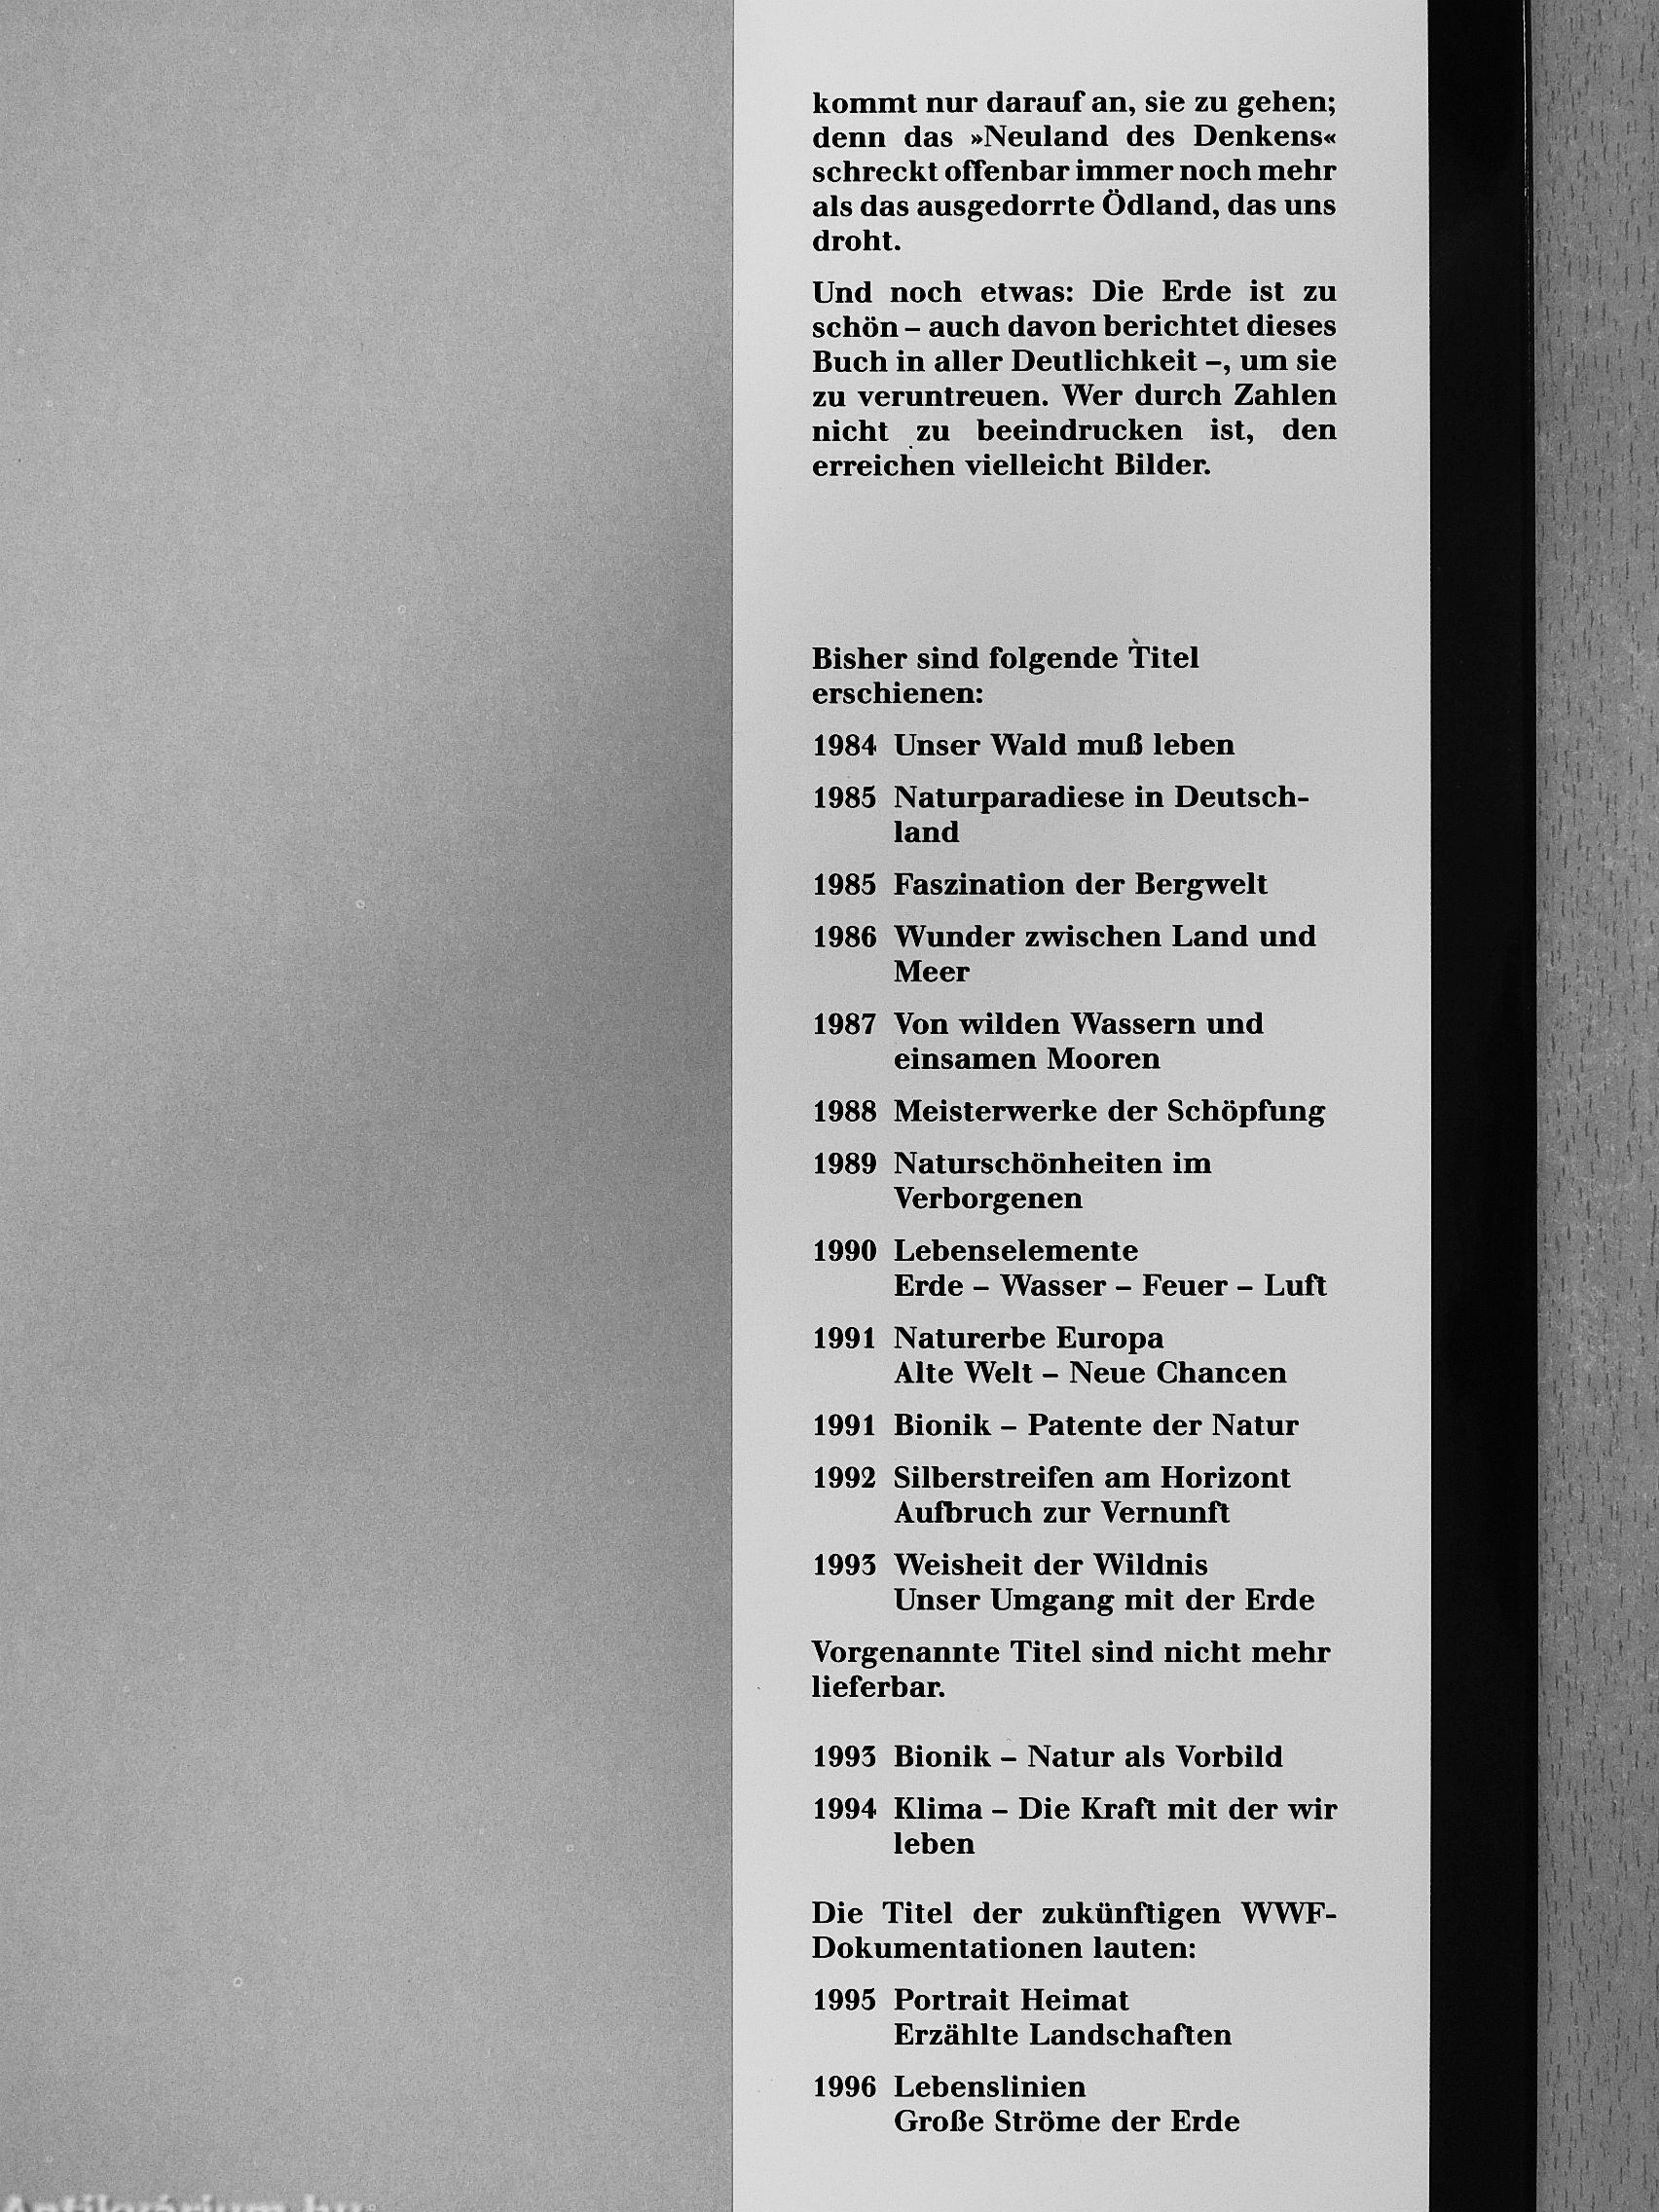 kommt nur darauf an, sie zu gehen;
denn das »Neuland des Denkens«
schreckt offenbar immer noch mehr
als das ausgedorrte Ödland, das uns
droht.
Und noch etwas: Die Erde ist zu
schön – auch davon berichtet dieses
Buch in aller Deutlichkeit –, um sie
zu veruntreuen. Wer durch Zahlen
nicht zu beeindrucken ist, den
erreichen vielleicht Bilder.
Bisher sind folgende Titel
erschienen:
1984 Unser Wald muß leben
1985 Naturparadiese in Deutsch-
land
1985 Faszination der Bergwelt
1986 Wunder zwischen Land und
Meer
1987 Von wilden Wassern und
einsamen Mooren
1988 Meisterwerke der Schöpfung
1989 Naturschönheiten im
Verborgenen
1990 Lebenselemente
Erde – Wasser – Feuer – Luft
1991 Naturerbe Europa
Alte Welt – Neue Chancen
1991 Bionik – Patente der Natur
1992 Silberstreifen am Horizont
Aufbruch zur Vernunft
1993 Weisheit der Wildnis
Unser Umgang mit der Erde
Vorgenannte Titel sind nicht mehr
lieferbar.
1993 Bionik – Natur als Vorbild
1994 Klima – Die Kraft mit der wir
leben
Die Titel der zukünftigen WWF-
Dokumentationen lauten:
1995 Portrait Heimat
Erzählte Landschaften
1996 Lebenslinien
Große Ströme der Erde